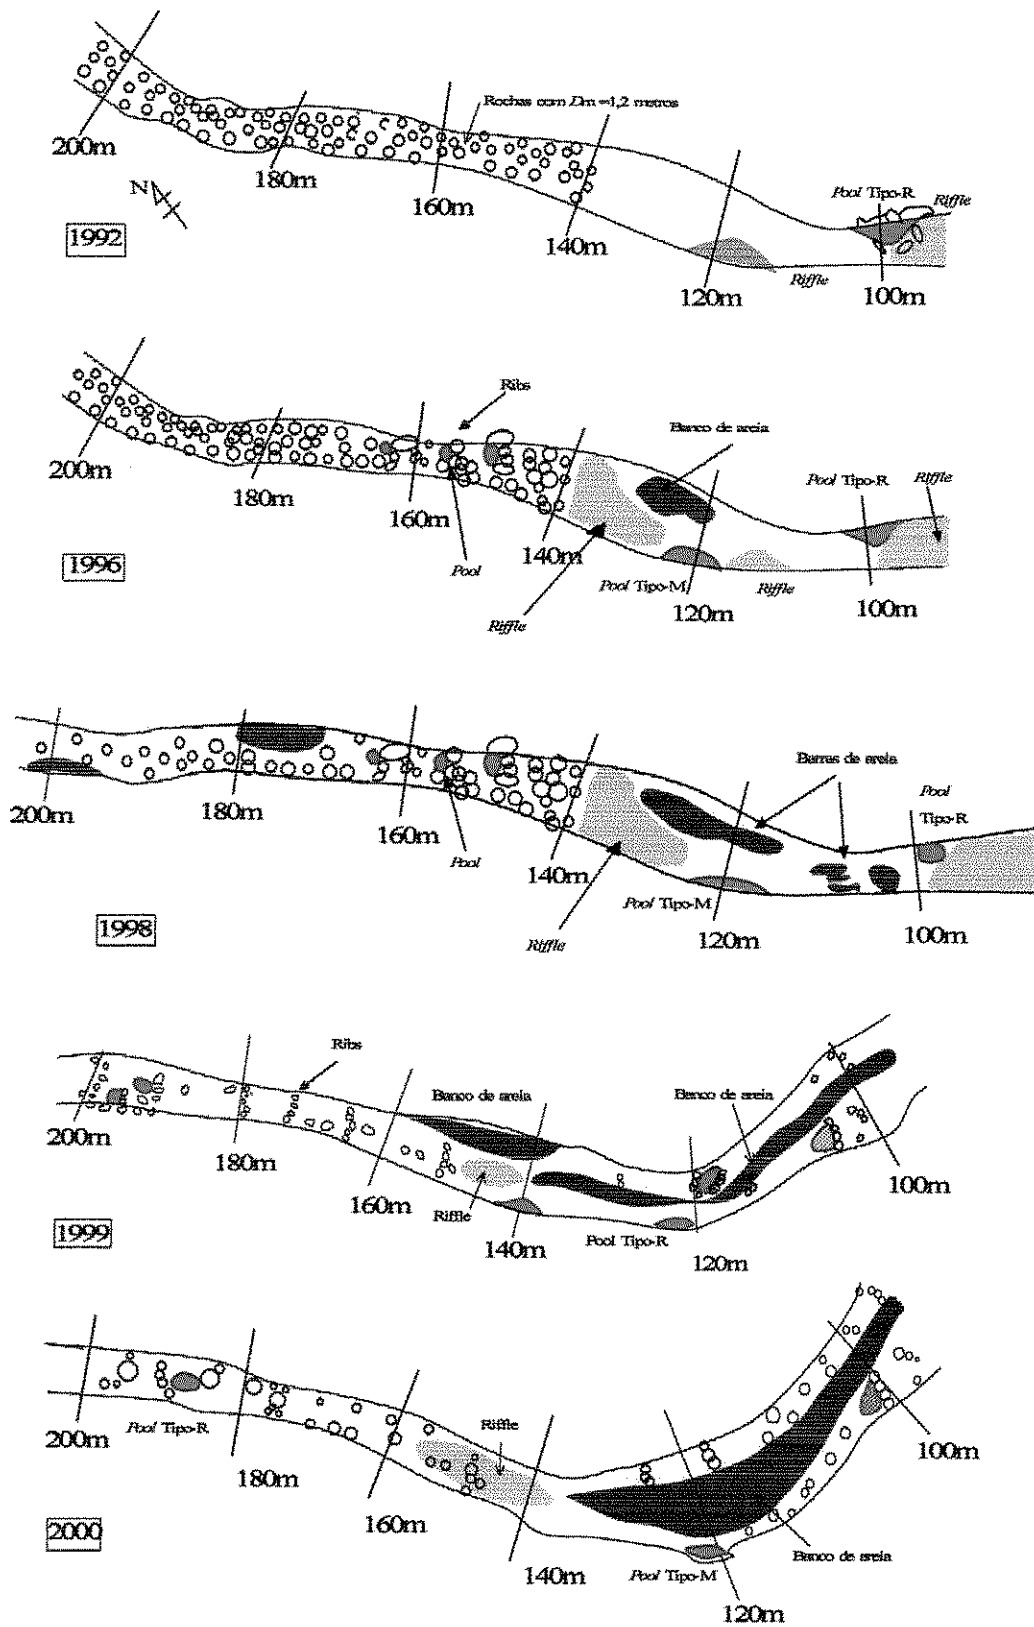 Rochas com Dm=1,2 metros
200m
180m
160m
140m
120m
100m
N
1992
Pool Tipo-R
Riffle
Riffle
Ribs
Banco de areia
Pool Tipo-R
Riffle
200m
180m
160m
140m
120m
100m
1996
Pool
Pool Tipo-M
Riffle
Riffle
Barras de areia
Pool
Tipo-R
200m
180m
160m
140m
120m
100m
Pool
Pool Tipo-M
1998
Riffle
Ribs
Banco de areia
Banco de areia
200m
180m
160m
140m
120m
100m
Riffle
Pool Tipo-R
1999
Riffle
200m
180m
160m
140m
120m
100m
Pool Tipo-R
Pool Tipo-M
Banco de areia
2000